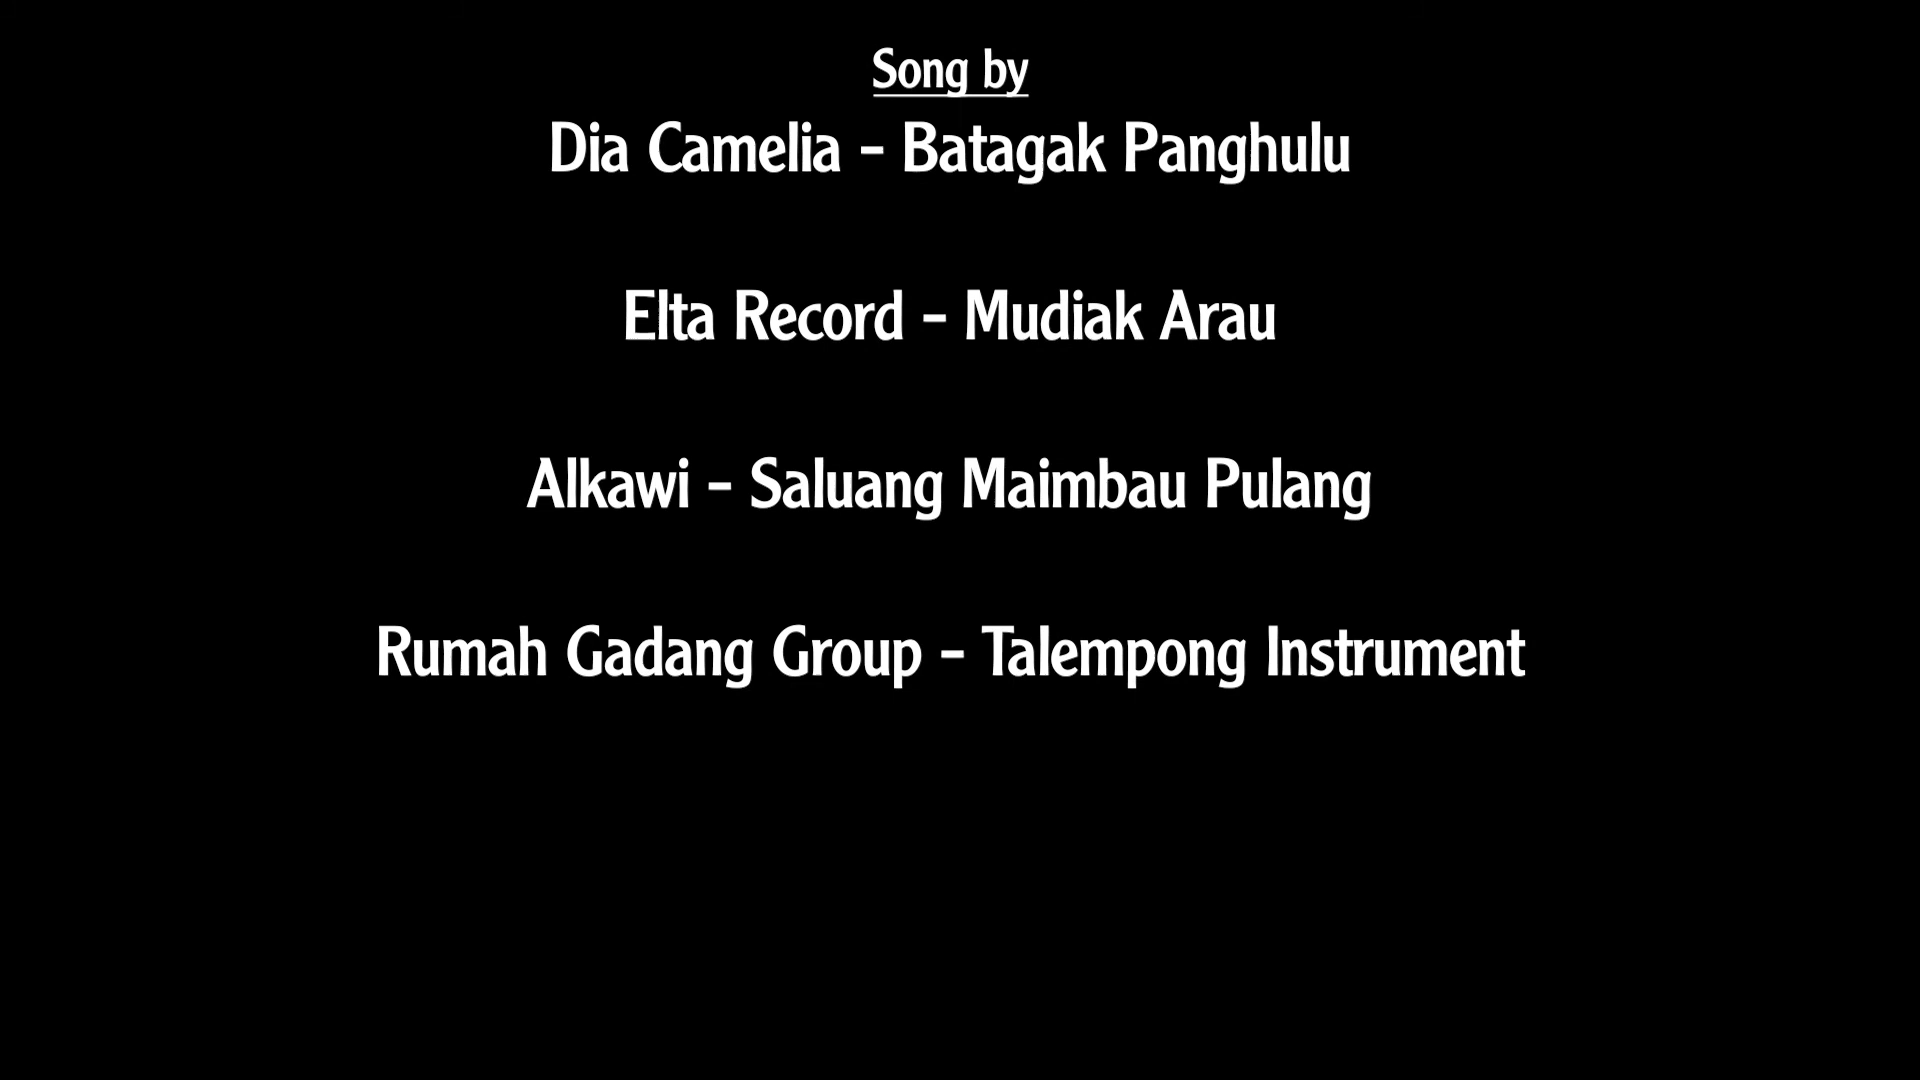 Song by
Dia Camelia - Batagak Panghulu
Elta Record - Mudiak Arau
Alkawi - Saluang Maimbau Pulang
Rumah Gadang Group - Talempong Instrument